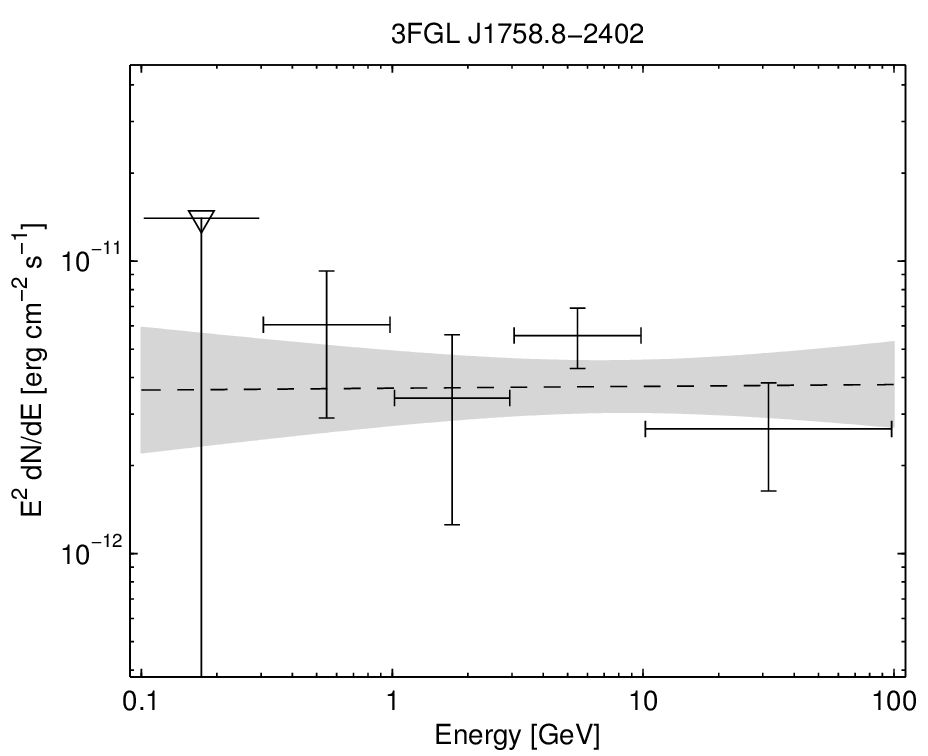 3FGL J1758.8−2402
E² dN/dE [erg cm⁻² s⁻¹]
10⁻¹¹
10⁻¹²
0.1 1 10 100
Energy [GeV]